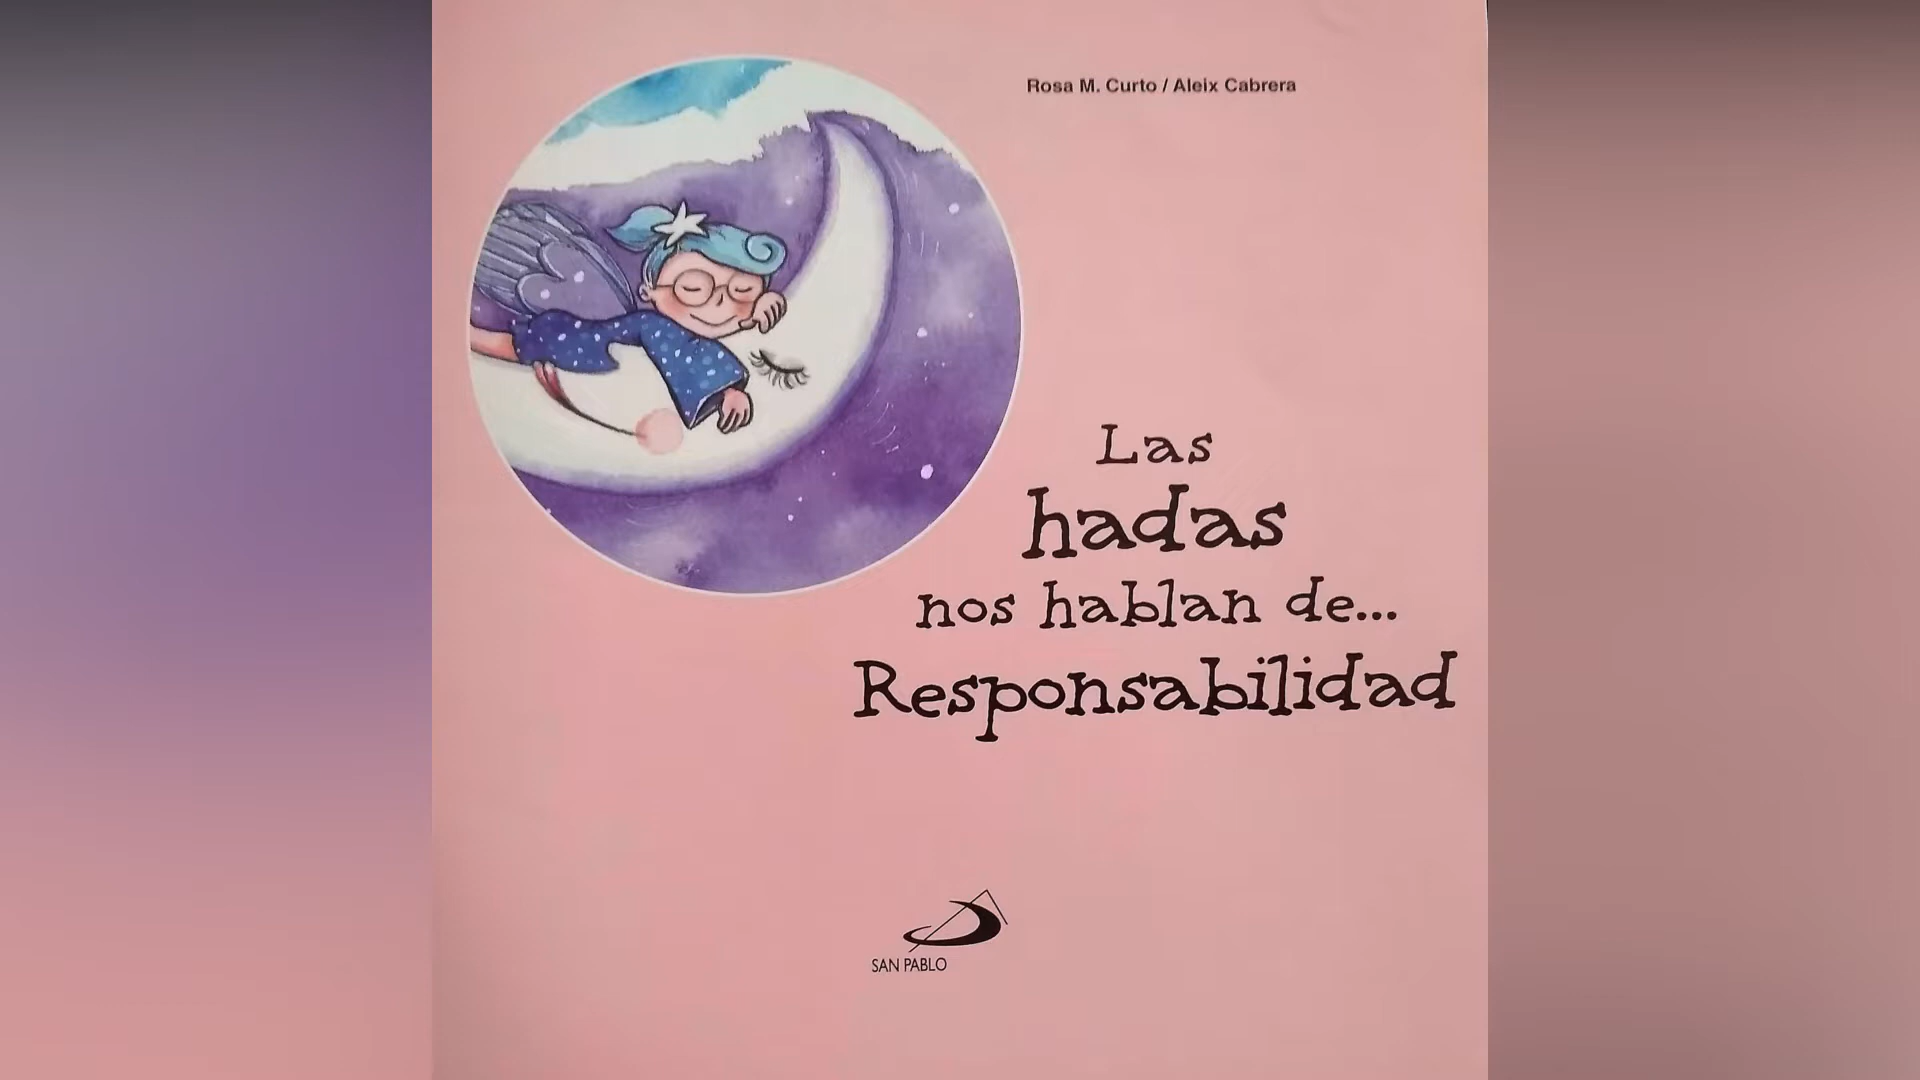 Rosa M. Curto / Aleix Cabrera
Las
hadas
nos hablan de...
Responsabilidad
SAN PABLO